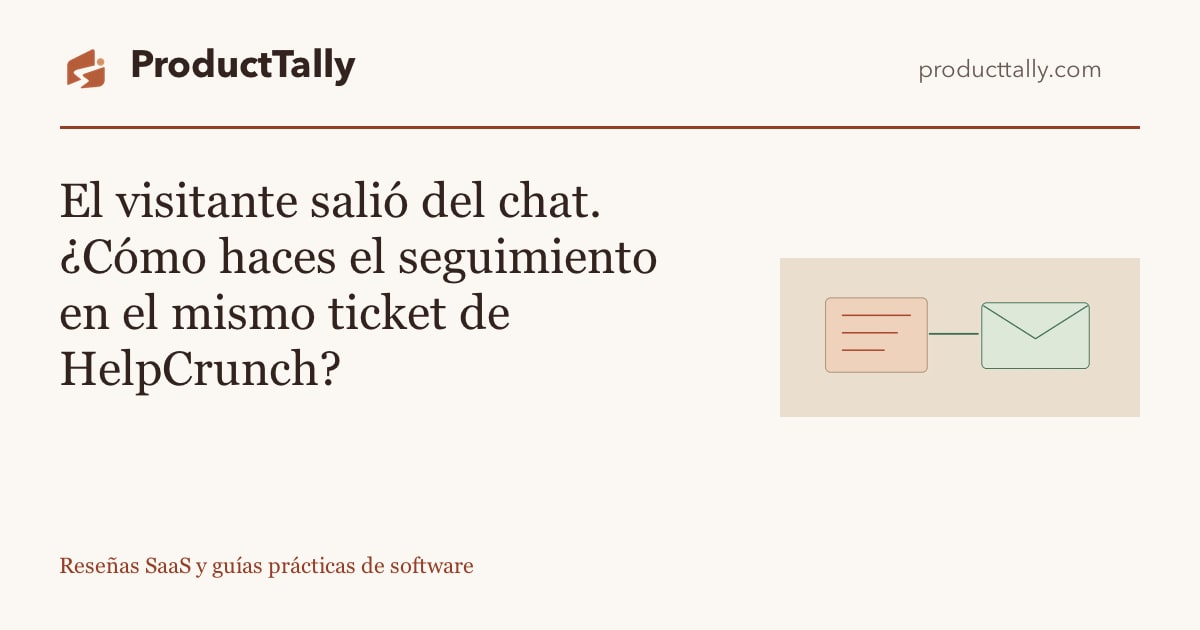 ProductTally
producttally.com
El visitante salió del chat.
¿Cómo haces el seguimiento
en el mismo ticket de
HelpCrunch?
Reseñas SaaS y guías prácticas de software